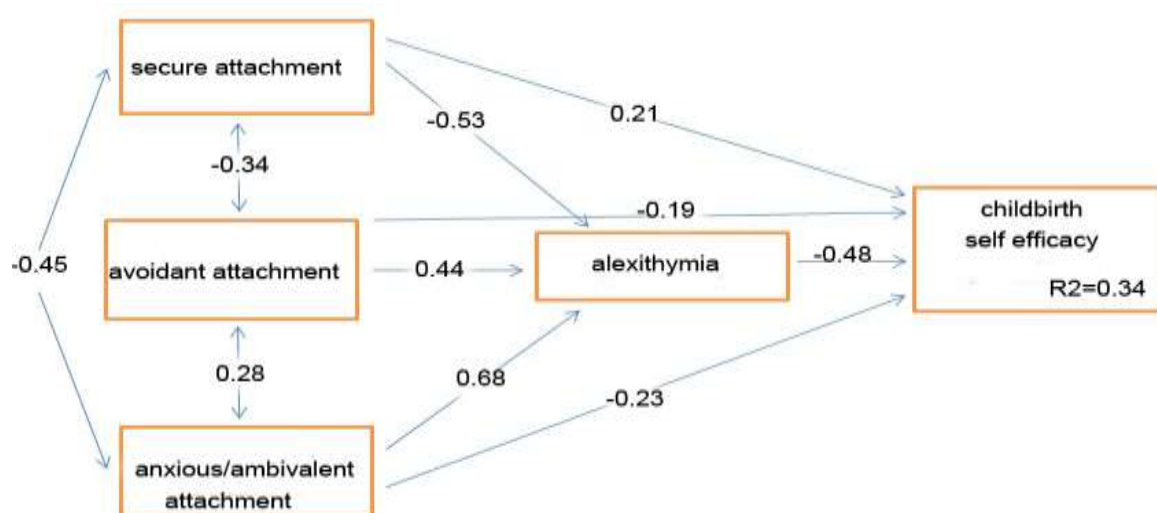 secure attachment
-0.53
0.21
-0.34
-0.19
childbirth
self efficacy
-0.45
avoidant attachment
0.44
alexithymia
-0.48
R2=0.34
0.28
0.68
-0.23
anxious/ambivalent
attachment